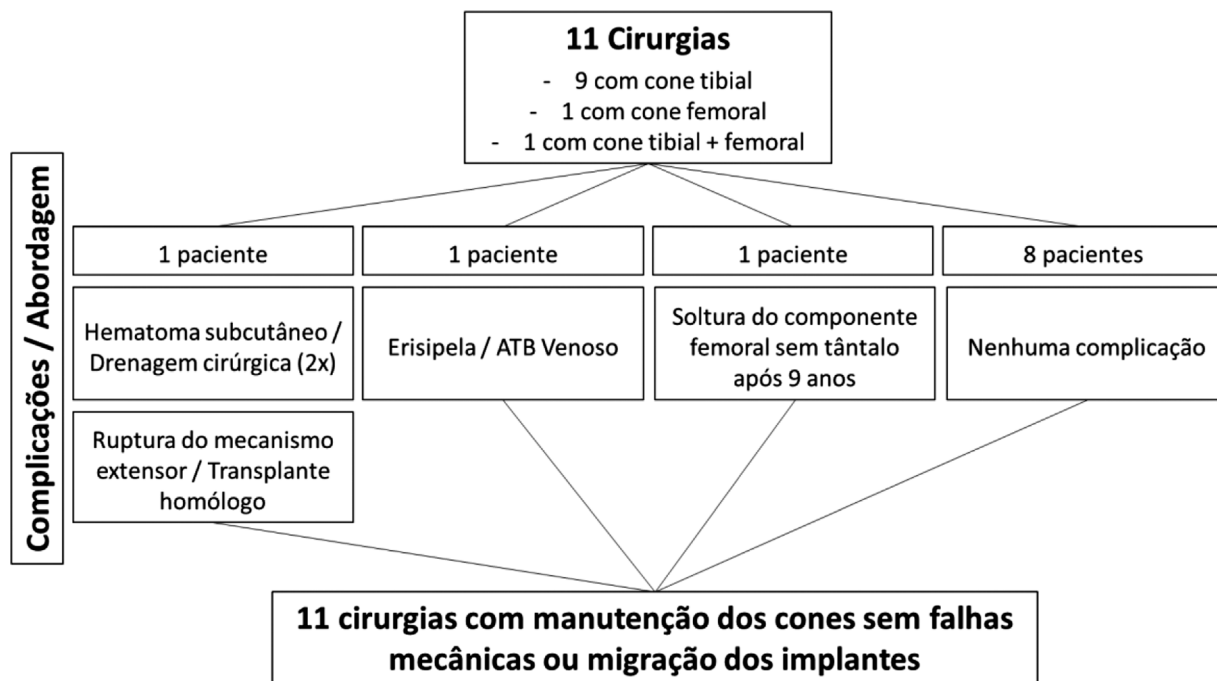 11 Cirurgias
- 9 com cone tibial
- 1 com cone femoral
- 1 com cone tibial + femoral
Complicações / Abordagem
1 paciente
Hematoma subcutâneo /
Drenagem cirúrgica (2x)
Ruptura do mecanismo
extensor / Transplante
homólogo
1 paciente
Erisipela / ATB Venoso
1 paciente
Soltura do componente
femoral sem tântalo
após 9 anos
8 pacientes
Nenhuma complicação
11 cirurgias com manutenção dos cones sem falhas
mecânicas ou migração dos implantes